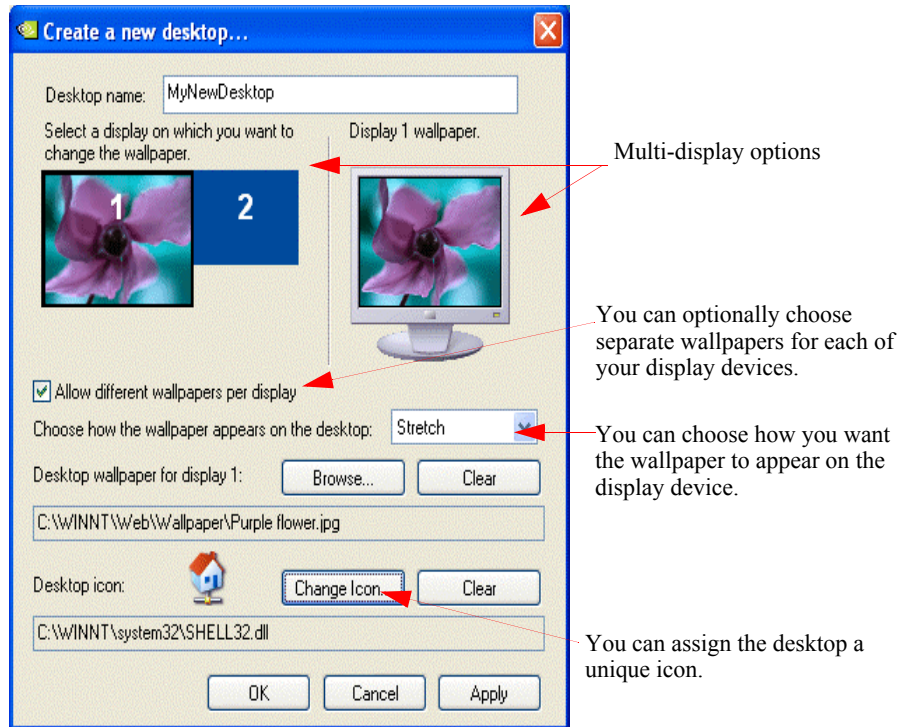 Create a new desktop...
Desktop name: MyNewDesktop
Select a display on which you want to
change the wallpaper.
Display 1 wallpaper.
Multi-display options
1
2
You can optionally choose
separate wallpapers for each of
your display devices.
Allow different wallpapers per display
Choose how the wallpaper appears on the desktop: Stretch
You can choose how you want
the wallpaper to appear on the
display device.
Desktop wallpaper for display 1: Browse... Clear
C:\WINNT\Web\Wallpaper\Purple flower.jpg
Desktop icon: Change Icon... Clear
C:\WINNT\system32\SHELL32.dll
You can assign the desktop a
unique icon.
OK Cancel Apply